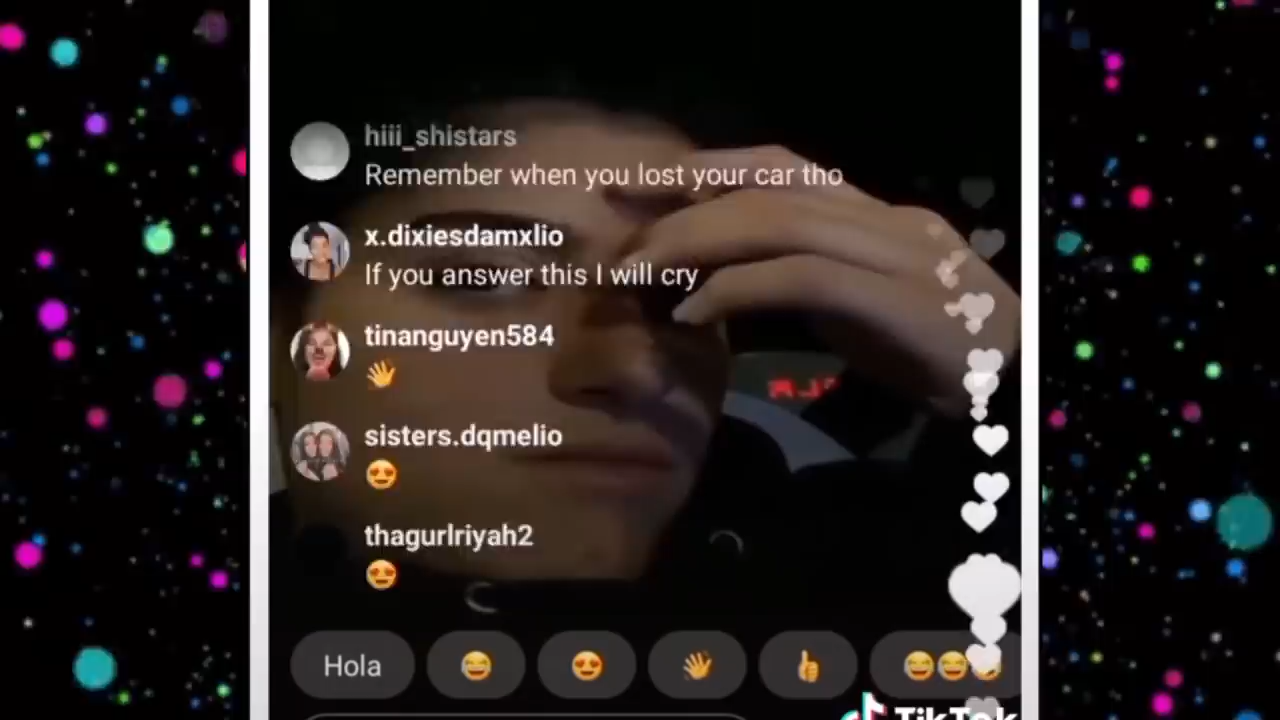 hiii_shistars
Remember when you lost your car tho
x.dixiesdamxlio
If you answer this I will cry
tinanguyen584
👋
sisters.dqmelio
😍
thagurlriyah2
😍
Hola 😂 😍 👋 👍 😂😂
TikTok